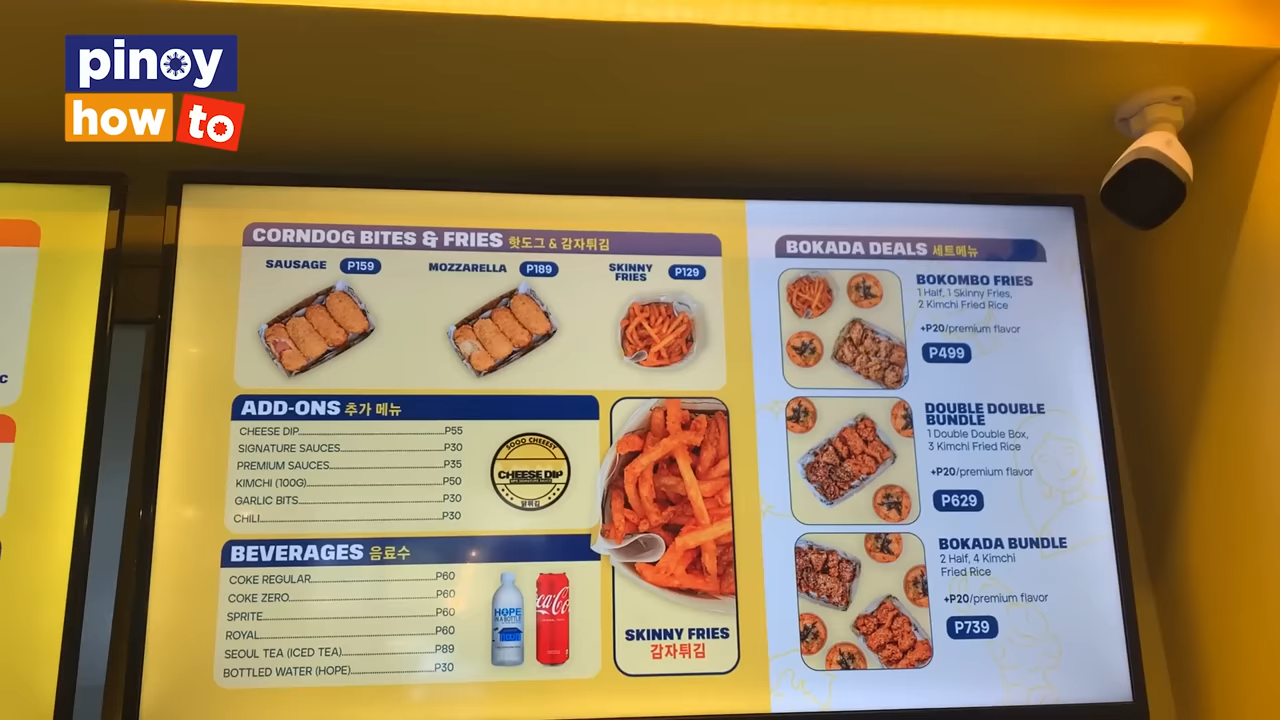 pinoy
how to
CORNDOG BITES & FRIES 핫도그 & 감자튀김
SAUSAGE P159
MOZZARELLA P189
SKINNY FRIES P129
ADD-ONS 추가 메뉴
CHEESE DIP P55
SIGNATURE SAUCES P30
PREMIUM SAUCES P35
KIMCHI (100G) P50
GARLIC BITS P30
CHILI P30
SOOO CHEESY
CHEESE DIP
BEVERAGES 음료수
COKE REGULAR P60
COKE ZERO P60
SPRITE P60
ROYAL P60
SEOUL TEA (ICED TEA) P89
BOTTLED WATER (HOPE) P30
HOPE
IN A BOTTLE
Coca-Co
SKINNY FRIES
감자튀김
BOKADA DEALS 세트메뉴
BOKOMBO FRIES
1 Half, 1 Skinny Fries,
2 Kimchi Fried Rice
+P20/premium flavor
P499
DOUBLE DOUBLE
BUNDLE
1 Double Double Box,
3 Kimchi Fried Rice
+P20/premium flavor
P629
BOKADA BUNDLE
2 Half, 4 Kimchi
Fried Rice
+P20/premium flavor
P739
C